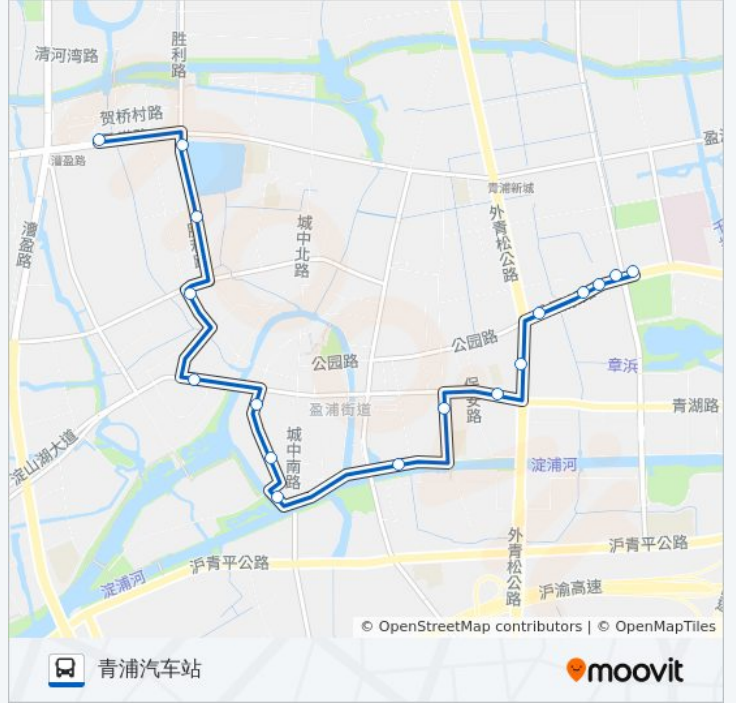 清河湾路
胜利路
贺桥村路
漕盈路
青浦新城
漕盈路
城中北路
外青松公路
公园路
公园路
章浜
保安路
盈浦街道
青湖路
城中南路
淀山湖大道
淀浦河
外青松公路
沪青平公路
沪青平公路
淀浦河
沪渝高速
© OpenStreetMap contributors | © OpenMapTiles
青浦汽车站
moovit